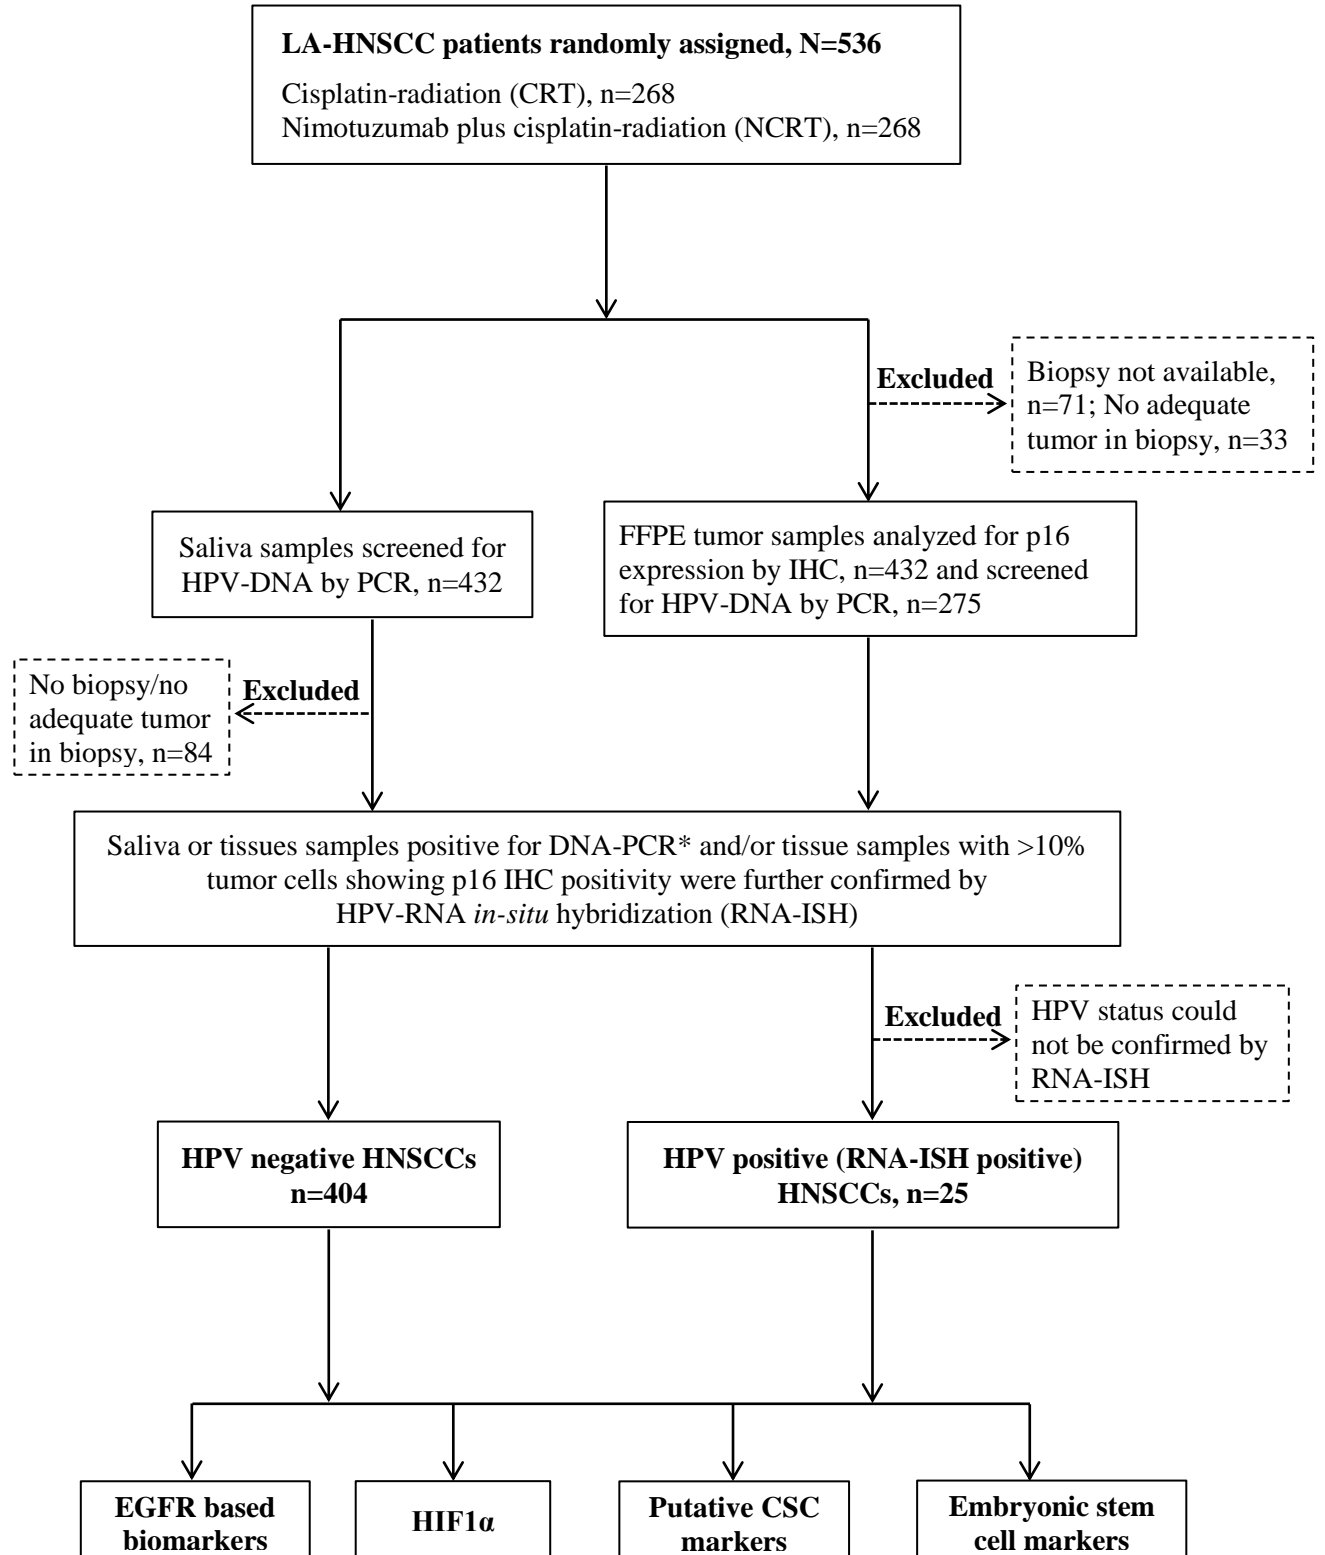 LA-HNSCC patients randomly assigned, N=536
Cisplatin-radiation (CRT), n=268
Nimotuzumab plus cisplatin-radiation (NCRT), n=268
Excluded
Biopsy not available,
n=71; No adequate
tumor in biopsy, n=33
Saliva samples screened for
HPV-DNA by PCR, n=432
FFPE tumor samples analyzed for p16
expression by IHC, n=432 and screened
for HPV-DNA by PCR, n=275
No biopsy/no
adequate tumor
in biopsy, n=84
Excluded
Saliva or tissues samples positive for DNA-PCR* and/or tissue samples with >10%
tumor cells showing p16 IHC positivity were further confirmed by
HPV-RNA in-situ hybridization (RNA-ISH)
Excluded
HPV status could
not be confirmed by
RNA-ISH
HPV negative HNSCCs
n=404
HPV positive (RNA-ISH positive)
HNSCCs, n=25
EGFR based
biomarkers
HIF1α
Putative CSC
markers
Embryonic stem
cell markers